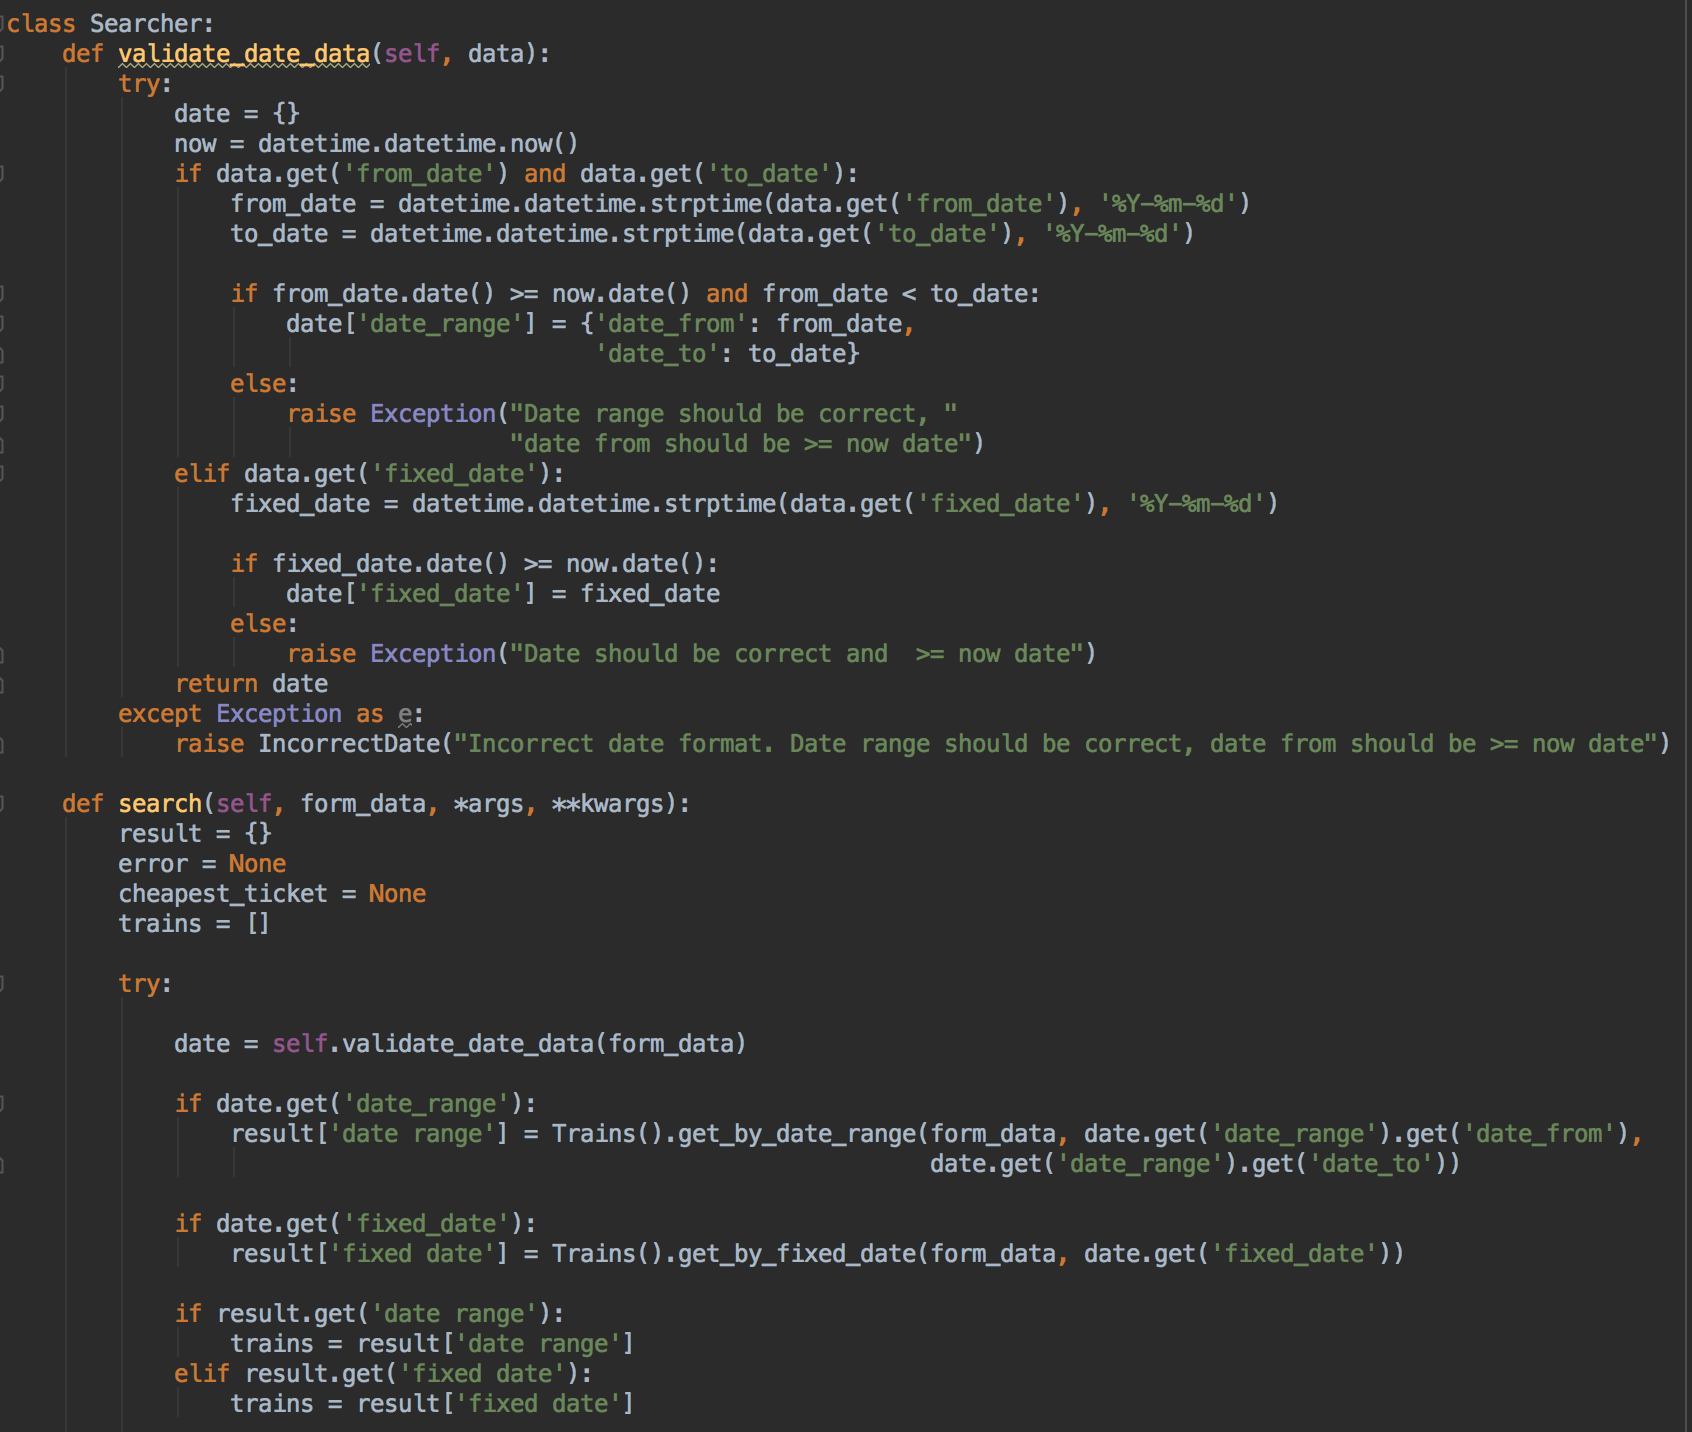 class Searcher:
    def validate_date_data(self, data):
        try:
            date = {}
            now = datetime.datetime.now()
            if data.get('from_date') and data.get('to_date'):
                from_date = datetime.datetime.strptime(data.get('from_date'), '%Y-%m-%d')
                to_date = datetime.datetime.strptime(data.get('to_date'), '%Y-%m-%d')

                if from_date.date() >= now.date() and from_date < to_date:
                    date['date_range'] = {'date_from': from_date,
                                          'date_to': to_date}
                else:
                    raise Exception("Date range should be correct, "
                                    "date from should be >= now date")
            elif data.get('fixed_date'):
                fixed_date = datetime.datetime.strptime(data.get('fixed_date'), '%Y-%m-%d')

                if fixed_date.date() >= now.date():
                    date['fixed_date'] = fixed_date
                else:
                    raise Exception("Date should be correct and  >= now date")
            return date
        except Exception as e:
            raise IncorrectDate("Incorrect date format. Date range should be correct, date from should be >= now date")

    def search(self, form_data, *args, **kwargs):
        result = {}
        error = None
        cheapest_ticket = None
        trains = []

        try:

            date = self.validate_date_data(form_data)

            if date.get('date_range'):
                result['date range'] = Trains().get_by_date_range(form_data, date.get('date_range').get('date_from'),
                                                                  date.get('date_range').get('date_to'))

            if date.get('fixed_date'):
                result['fixed date'] = Trains().get_by_fixed_date(form_data, date.get('fixed_date'))

            if result.get('date range'):
                trains = result['date range']
            elif result.get('fixed date'):
                trains = result['fixed date']